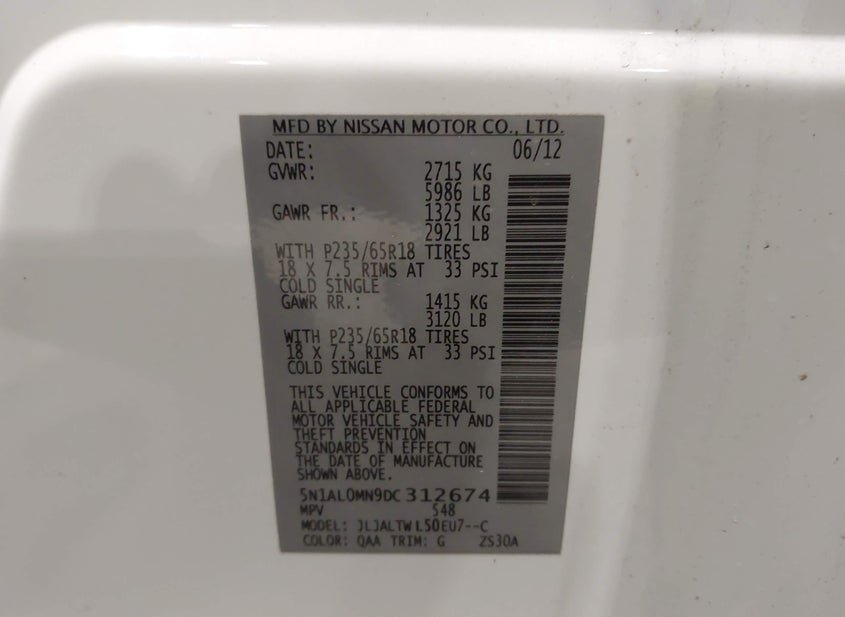 MFD BY NISSAN MOTOR CO., LTD.
DATE: 06/12
GVWR: 2715 KG
5986 LB
GAWR FR.: 1325 KG
2921 LB
WITH P235/65R18 TIRES
18 X 7.5 RIMS AT 33 PSI
COLD SINGLE
GAWR RR.: 1415 KG
3120 LB
WITH P235/65R18 TIRES
18 X 7.5 RIMS AT 33 PSI
COLD SINGLE
THIS VEHICLE CONFORMS TO
ALL APPLICABLE FEDERAL
MOTOR VEHICLE SAFETY AND
THEFT PREVENTION
STANDARDS IN EFFECT ON
THE DATE OF MANUFACTURE
SHOWN ABOVE.
5N1AL0MN9DC312674
MPV 548
MODEL: JLJALTWL50EU7--C
COLOR: QAA TRIM: G ZS30A